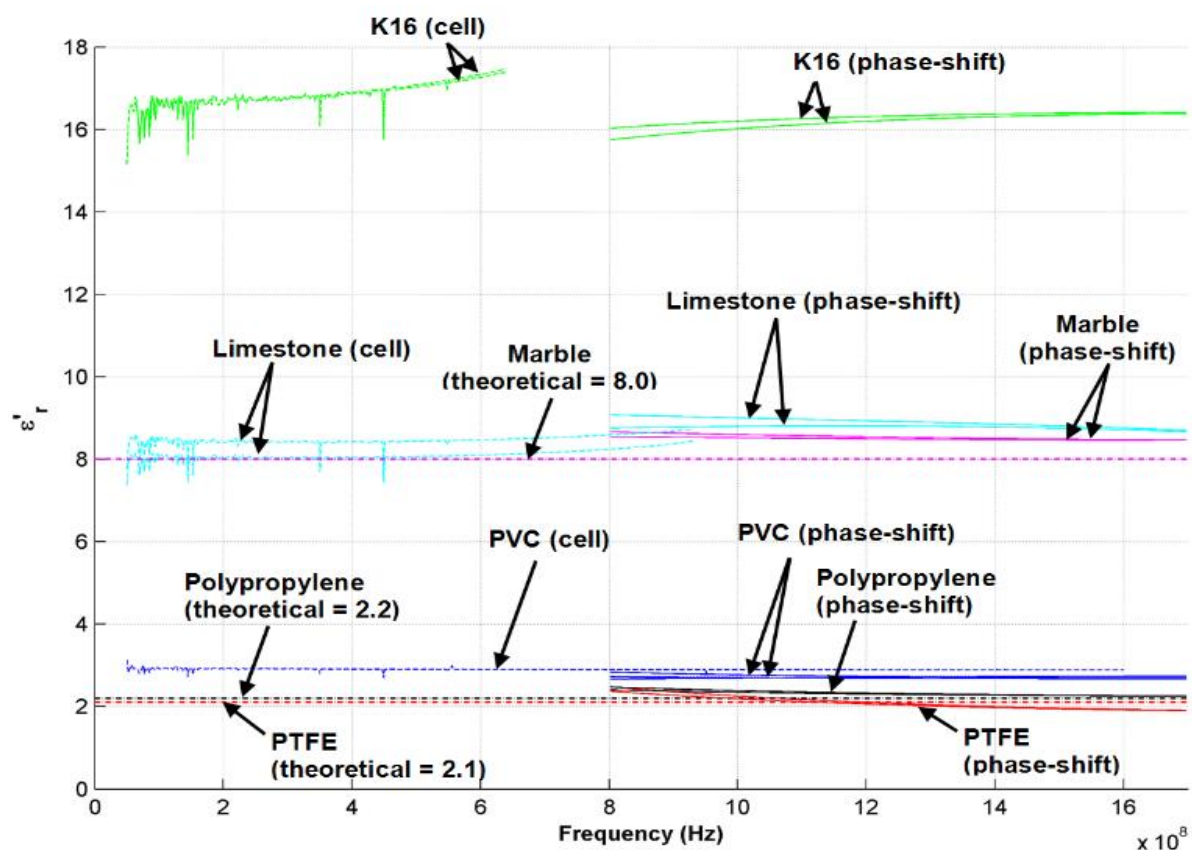 K16 (cell)
K16 (phase-shift)
18
16
14
12
10
8
6
4
2
0
ε'r
Limestone (phase-shift)
Limestone (cell)
Marble
(theoretical = 8.0)
Marble
(phase-shift)
PVC (cell)
PVC (phase-shift)
Polypropylene
(theoretical = 2.2)
Polypropylene
(phase-shift)
PTFE
(theoretical = 2.1)
PTFE
(phase-shift)
0 2 4 6 8 10 12 14 16
Frequency (Hz)
x 10^8